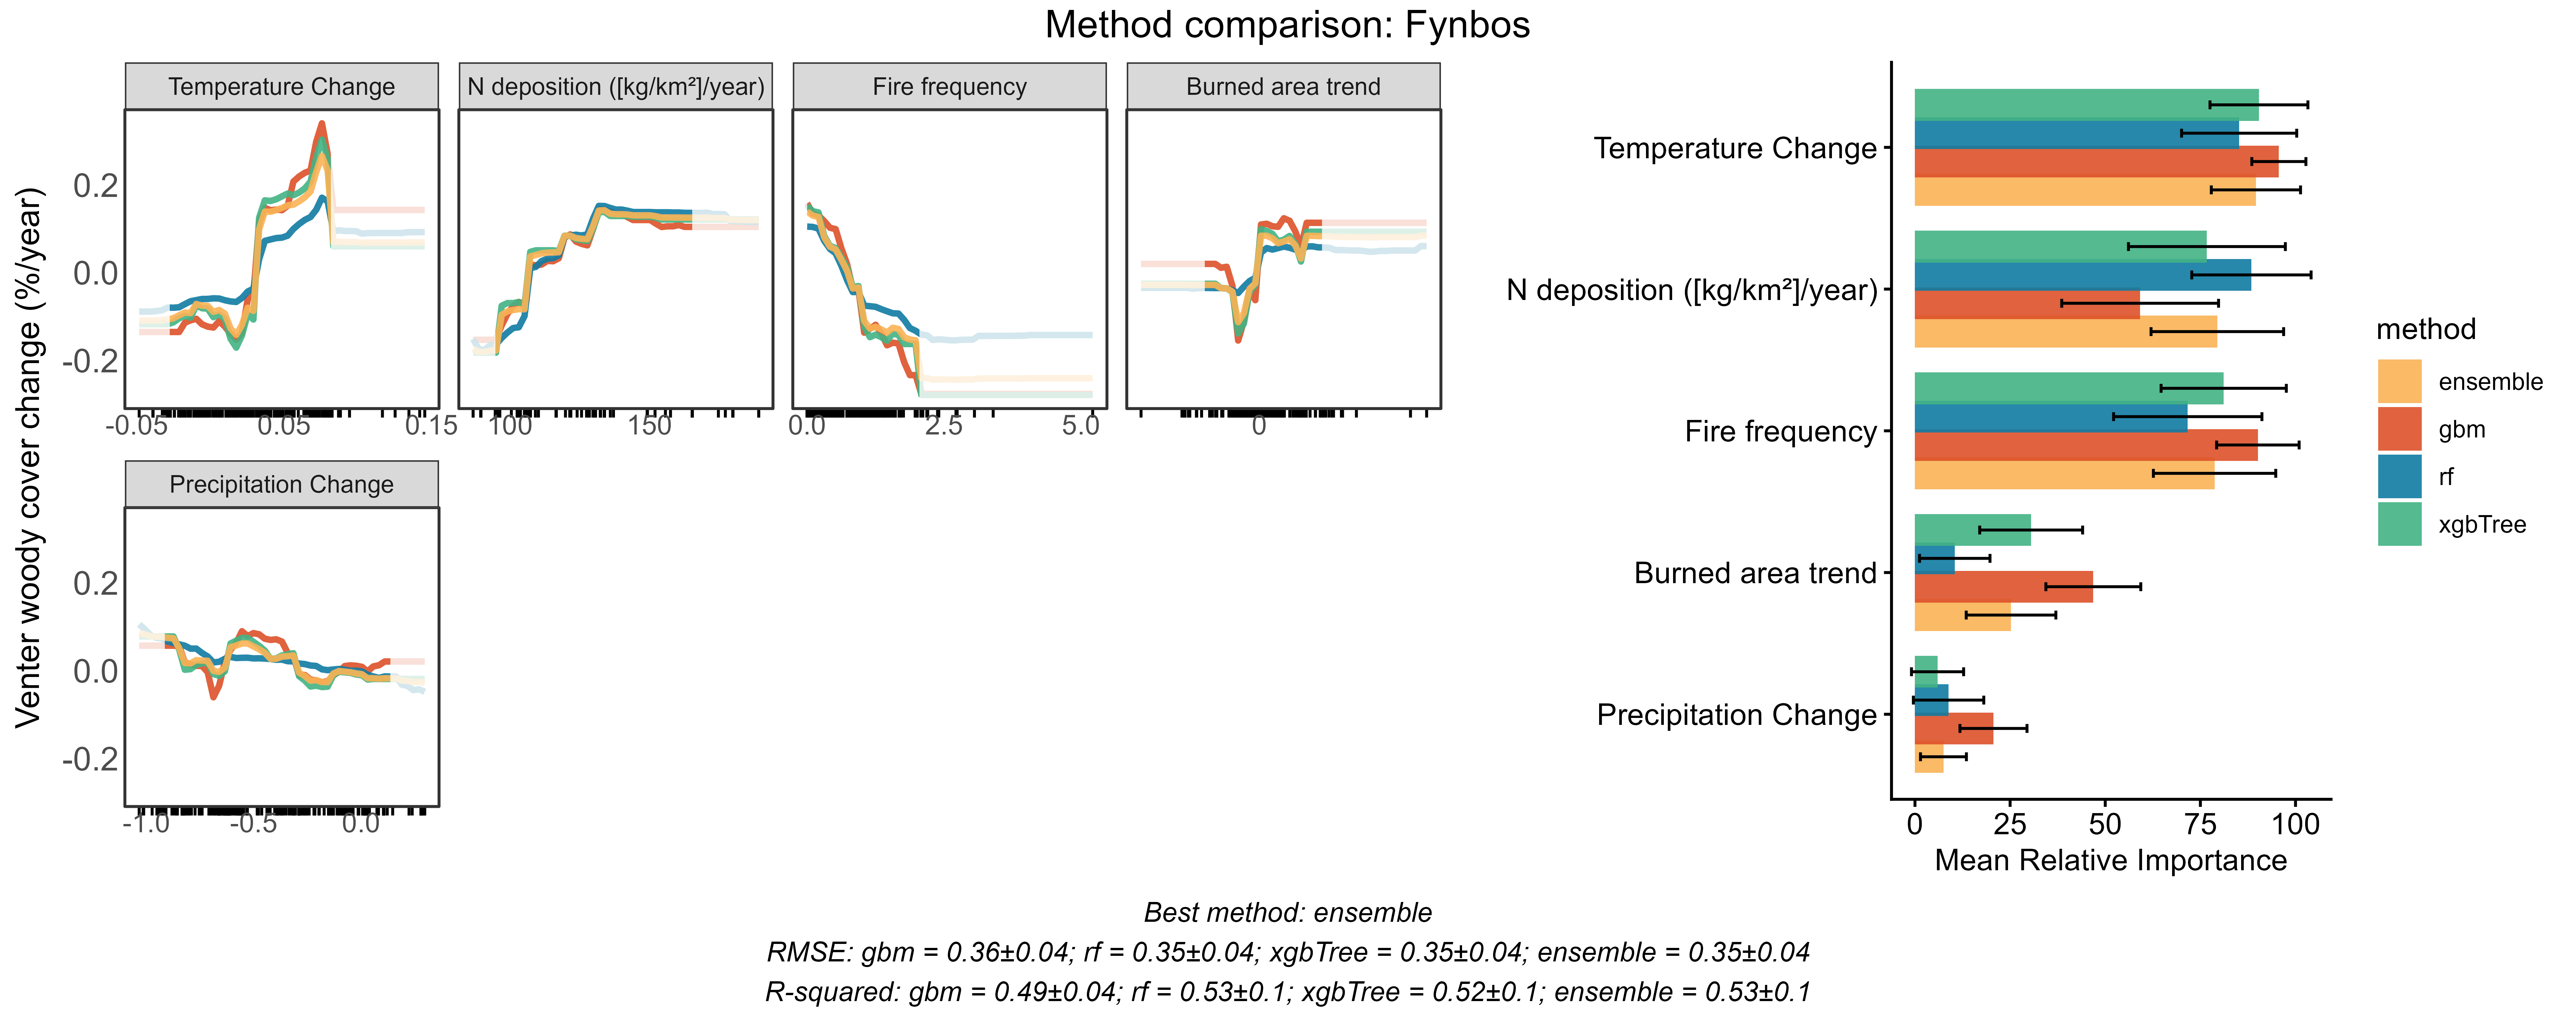 Method comparison: Fynbos
Temperature Change
N deposition ([kg/km²]/year)
Fire frequency
Burned area trend
Venter woody cover change (%/year)
0.2
0.0
-0.2
-0.05 0.05 0.15
100 150
0.0 2.5 5.0
0
Precipitation Change
0.2
0.0
-0.2
-1.0 -0.5 0.0
Temperature Change
N deposition ([kg/km²]/year)
Fire frequency
Burned area trend
Precipitation Change
0 25 50 75 100
Mean Relative Importance
method
ensemble
gbm
rf
xgbTree
Best method: ensemble
RMSE: gbm = 0.36±0.04; rf = 0.35±0.04; xgbTree = 0.35±0.04; ensemble = 0.35±0.04
R-squared: gbm = 0.49±0.04; rf = 0.53±0.1; xgbTree = 0.52±0.1; ensemble = 0.53±0.1